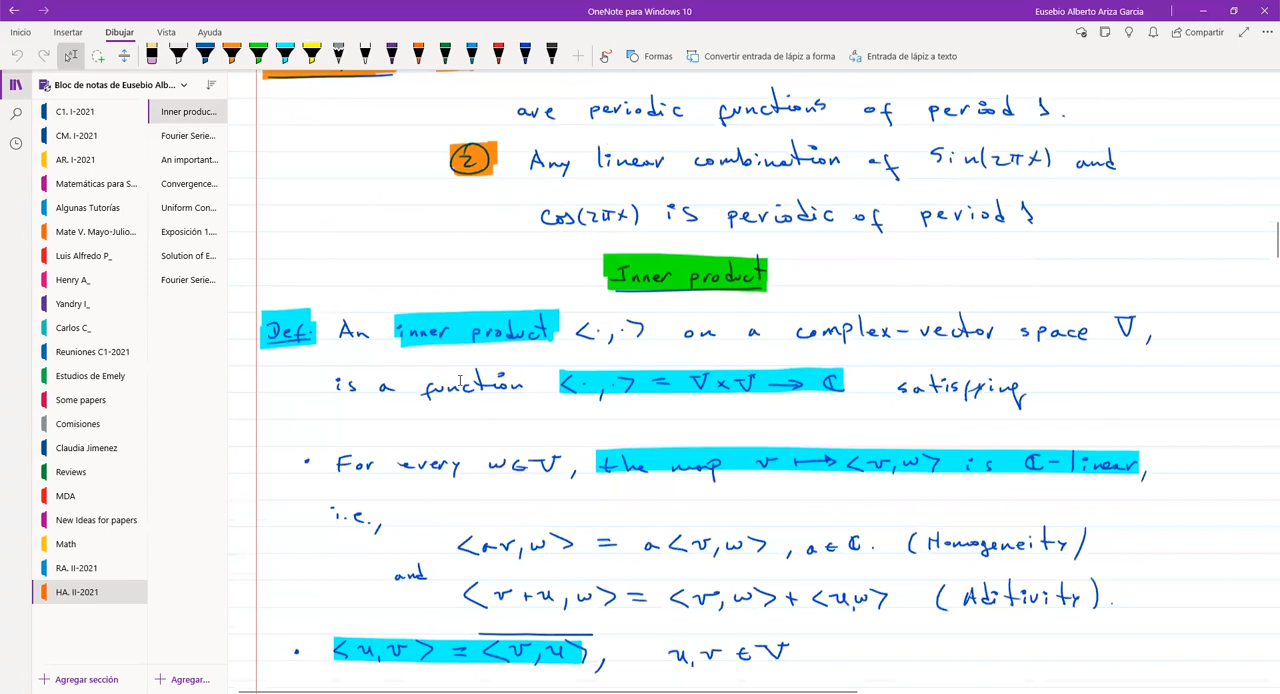 OneNote para Windows 10
Eusebio Alberto Ariza Garcia
Inicio Insertar Dibujar Vista Ayuda
Compartir
Formas Convertir entrada de lápiz a forma Entrada de lápiz a texto
Bloc de notas de Eusebio Alb...
C1. I-2021
CM. I-2021
AR. I-2021
Matemáticas para S...
Algunas Tutorías
Mate V. Mayo-Julio...
Luis Alfredo P_
Henry A_
Yandry I_
Carlos C_
Reuniones C1-2021
Estudios de Emely
Some papers
Comisiones
Claudia Jimenez
Reviews
MDA
New Ideas for papers
Math
RA. II-2021
HA. II-2021
Agregar sección
Inner produc...
Fourier Serie...
An important...
Convergence...
Uniform Con...
Exposición 1....
Solution of E...
Fourier Serie...
Agregar...
are periodic functions of period 1.
② Any linear combination of Sin(2πx) and
cos(2πx) is periodic of period 1
Inner product
Def. An inner product <·,·> on a complex-vector space V,
is a function <·,·> = V×V → ℂ satisfying
· For every w∈V, the map v ↦ <v,w> is ℂ-linear,
i.e.,
<av,w> = a<v,w>, a∈ℂ. (Homogeneity)
and
<v+u,w> = <v,w>+<u,w> (Aditivity).
· <u,v> = \overline{<v,u>}, u,v ∈ V